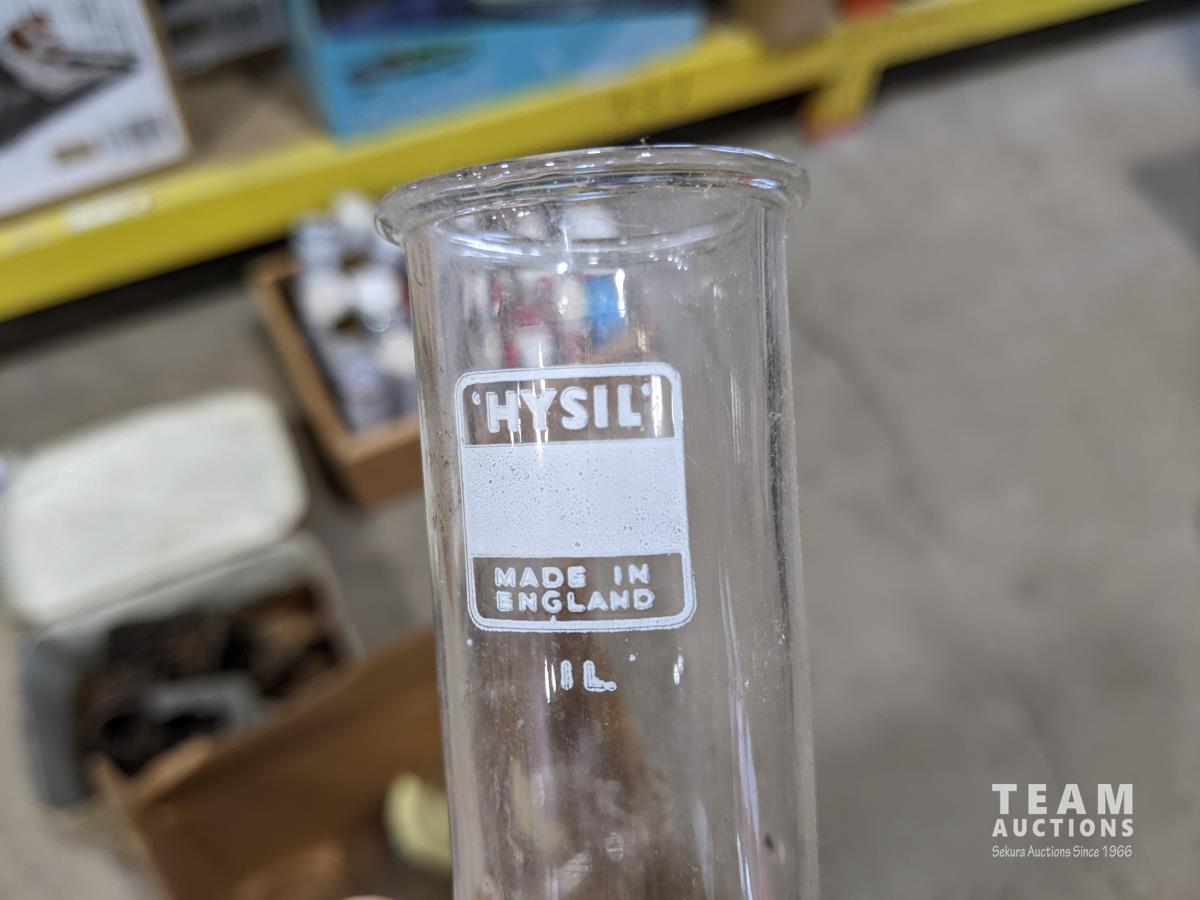 'HYSIL'
MADE IN
ENGLAND
1L.
TEAM
AUCTIONS
Sekura Auctions Since 1966